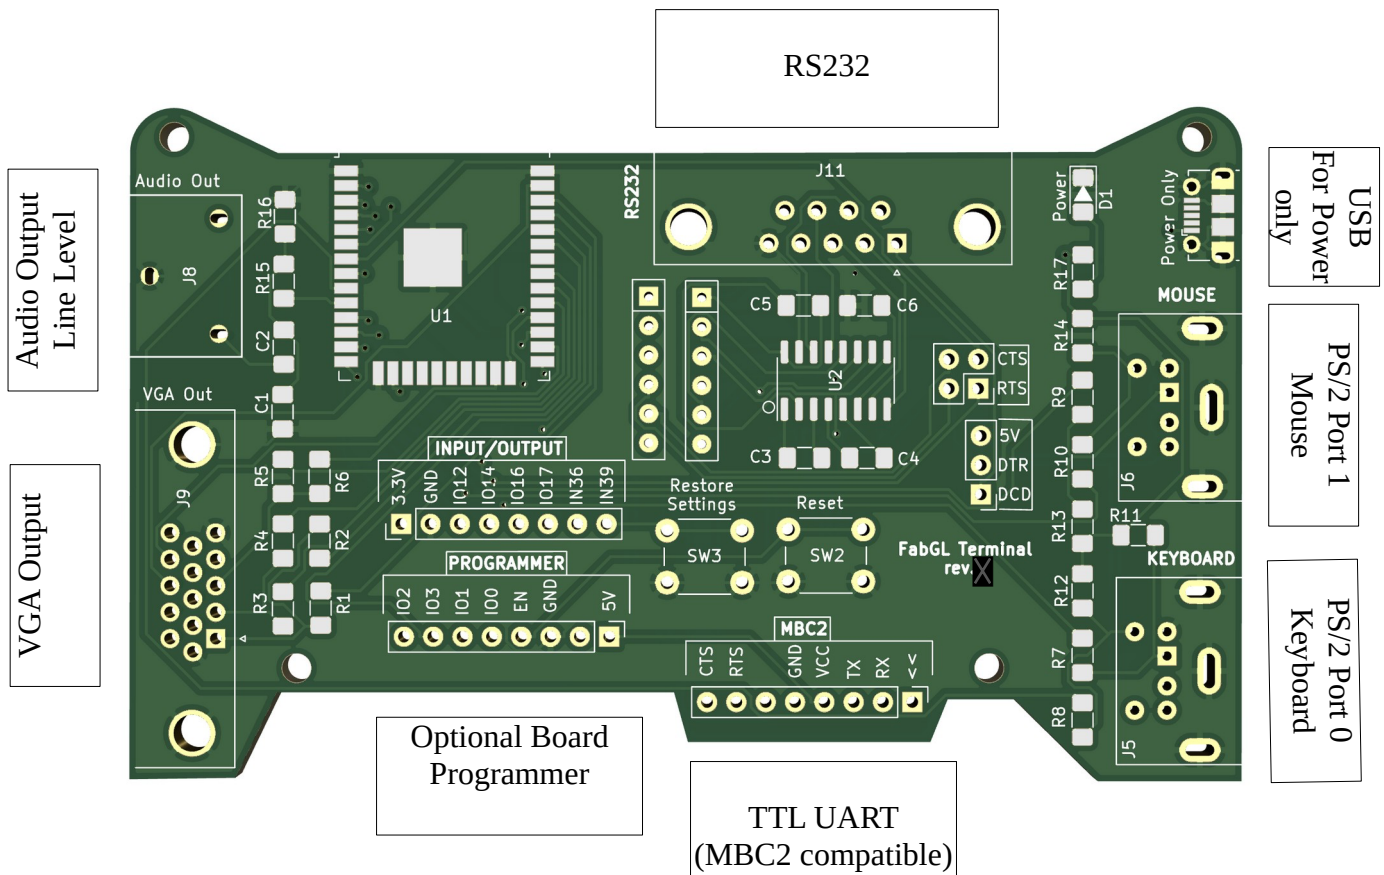 RS232
Audio Output
Line Level
VGA Output
USB
For Power
only
PS/2 Port 1
Mouse
PS/2 Port 0
Keyboard
Optional Board
Programmer
TTL UART
(MBC2 compatible)
Audio Out
J8
VGA Out
J9
R16
R15
C2
C1
R5
R6
R4
R2
R3
R1
U1
RS232
J11
Power
D1
Power Only
MOUSE
J6
R17
R14
R9
R10
R13
R11
R12
R7
R8
KEYBOARD
J5
C5
C6
U2
C3
C4
CTS
RTS
5V
DTR
DCD
INPUT/OUTPUT
3.3V
GND
IO12
IO14
IO16
IO17
IN36
IN39
Restore
Settings
SW3
Reset
SW2
FabGL Terminal
rev.X
PROGRAMMER
IO2
IO3
IO1
IO0
EN
GND
5V
MBC2
CTS
RTS
GND
VCC
TX
RX
<<